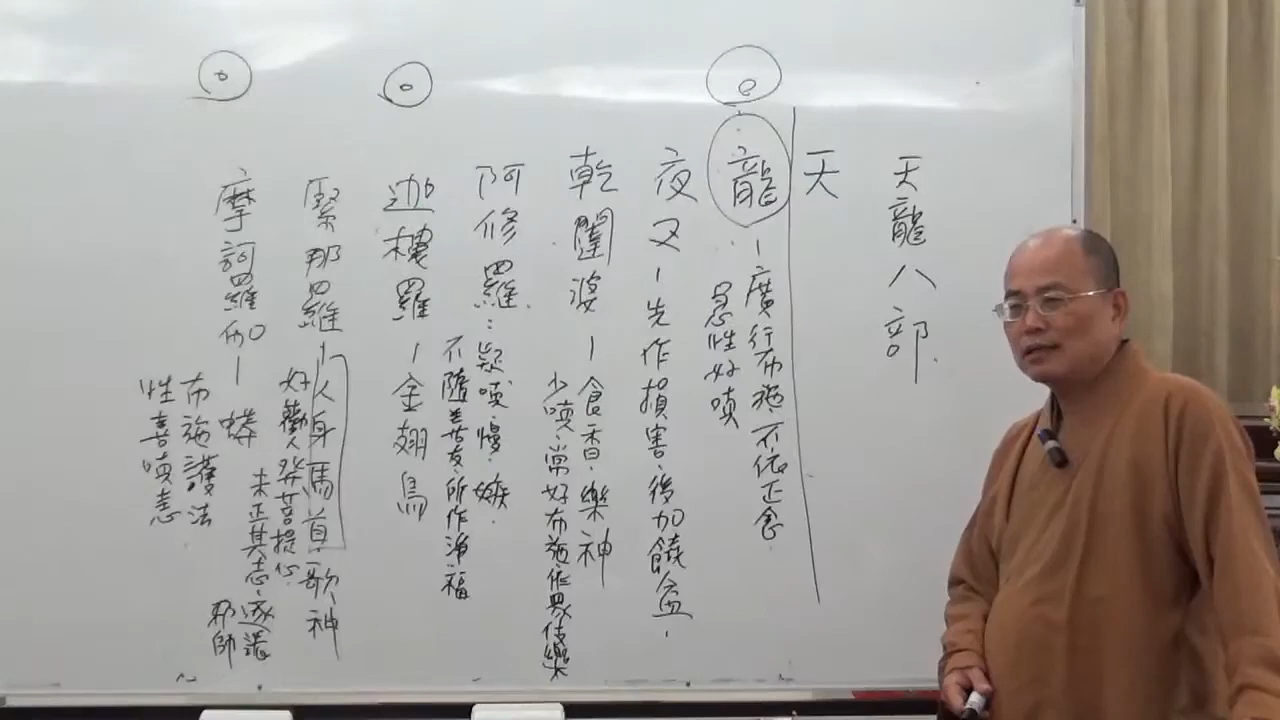 天龍八部
天
龍 － 廣行布施不依正念
急性好嗔
夜叉 － 先作損害後加饒益
乾闥婆 － 食香樂神
少嗔常好布施作眾伎樂
阿修羅：疑嗔慢嫉
不隨善友所作淨福
迦樓羅 － 金翅鳥
緊那羅 － 人身馬首歌神
好勸人發菩提心
摩訶羅伽 － 蟒
未正其志逐
邪師
布施護法
性喜嗔恚